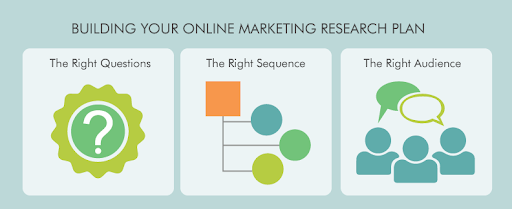 BUILDING YOUR ONLINE MARKETING RESEARCH PLAN
The Right Questions
The Right Sequence
The Right Audience
?